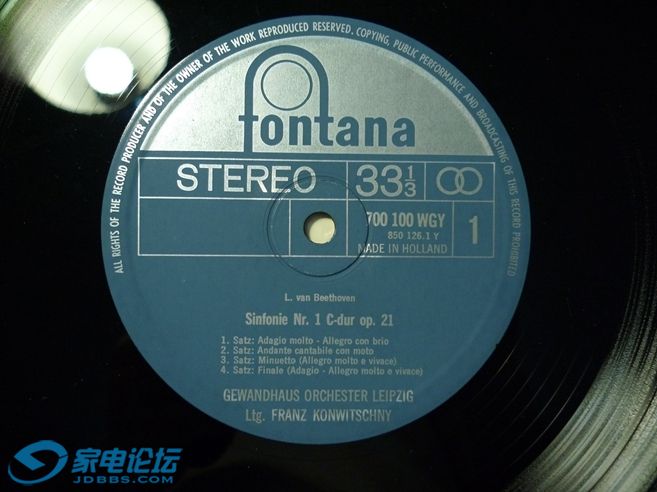 ALL RIGHTS OF THE RECORD PRODUCER AND OF THE OWNER OF THE WORK REPRODUCED RESERVED. COPYING, PUBLIC PERFORMANCE AND BROADCASTING OF THIS RECORD PROHIBITED
fontana
STEREO 33 1/3
700 100 WGY
850 126.1 Y
MADE IN HOLLAND
1
L. van Beethoven
Sinfonie Nr. 1 C-dur op. 21
1. Satz: Adagio molto - Allegro con brio
2. Satz: Andante cantabile con moto
3. Satz: Minuetto (Allegro molto e vivace)
4. Satz: Finale (Adagio - Allegro molto e vivace)
GEWANDHAUS ORCHESTER LEIPZIG
Ltg. FRANZ KONWITSCHNY
家电论坛
JDBBS.COM